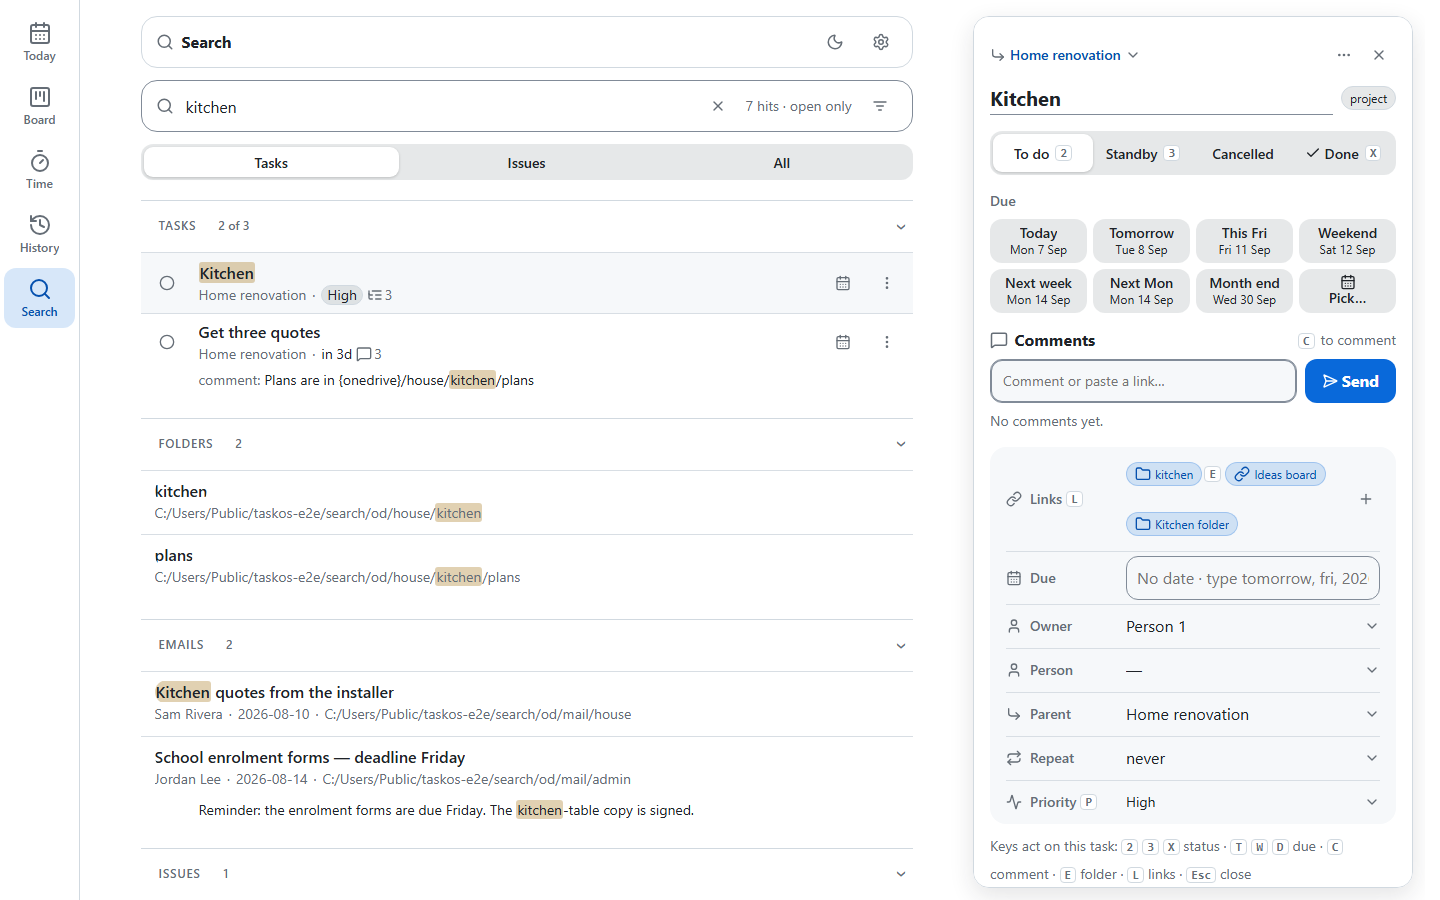 Today
Board
Time
History
Search
Search
kitchen
7 hits · open only
Tasks
Issues
All
TASKS 2 of 3
Kitchen
Home renovation · High 3
Get three quotes
Home renovation · in 3d 3
comment: Plans are in {onedrive}/house/kitchen/plans
FOLDERS 2
kitchen
C:/Users/Public/taskos-e2e/search/od/house/kitchen
plans
C:/Users/Public/taskos-e2e/search/od/house/kitchen/plans
EMAILS 2
Kitchen quotes from the installer
Sam Rivera · 2026-08-10 · C:/Users/Public/taskos-e2e/search/od/mail/house
School enrolment forms — deadline Friday
Jordan Lee · 2026-08-14 · C:/Users/Public/taskos-e2e/search/od/mail/admin
Reminder: the enrolment forms are due Friday. The kitchen-table copy is signed.
ISSUES 1
Home renovation
Kitchen
project
To do 2
Standby 3
Cancelled
Done X
Due
Today
Mon 7 Sep
Tomorrow
Tue 8 Sep
This Fri
Fri 11 Sep
Weekend
Sat 12 Sep
Next week
Mon 14 Sep
Next Mon
Mon 14 Sep
Month end
Wed 30 Sep
Pick...
Comments
C to comment
Comment or paste a link...
Send
No comments yet.
Links L
kitchen E
Ideas board
Kitchen folder
Due
No date · type tomorrow, fri, 202
Owner
Person 1
Person
—
Parent
Home renovation
Repeat
never
Priority P
High
Keys act on this task: 2 3 X status · T W D due · C
comment · E folder · L links · Esc close